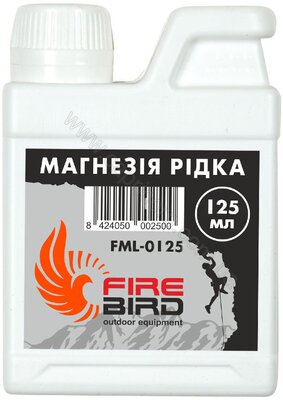 МАГНЕЗІЯ РІДКА
125
МЛ
8 424050 002500
FML-0125
FIRE
BIRD
outdoor equipment